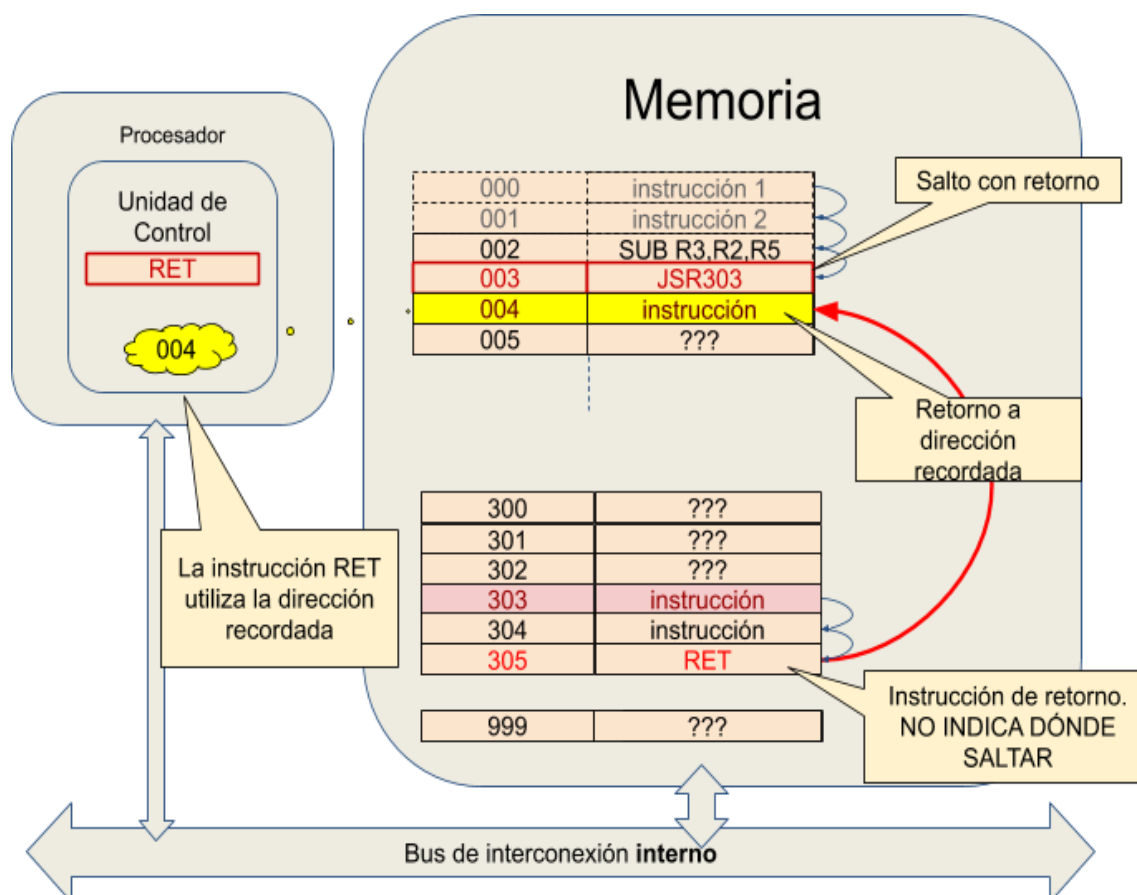 Memoria
Procesador
Unidad de
Control
RET
004
000 instrucción 1
001 instrucción 2
002 SUB R3,R2,R5
003 JSR303
004 instrucción
005 ???
Salto con retorno
Retorno a
dirección
recordada
La instrucción RET
utiliza la dirección
recordada
300 ???
301 ???
302 ???
303 instrucción
304 instrucción
305 RET
999 ???
Instrucción de retorno.
NO INDICA DÓNDE
SALTAR
Bus de interconexión interno